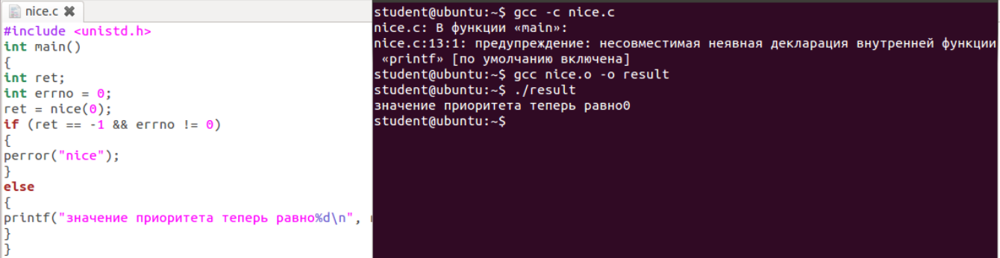 nice.c
#include <unistd.h>
int main()
{
int ret;
int errno = 0;
ret = nice(0);
if (ret == -1 && errno != 0)
{
perror("nice");
}
else
{
printf("значение приоритета теперь равно%d\n",
}
}
student@ubuntu:~$ gcc -c nice.c
nice.c: В функции «main»:
nice.c:13:1: предупреждение: несовместимая неявная декларация внутренней функции
«printf» [по умолчанию включена]
student@ubuntu:~$ gcc nice.o -o result
student@ubuntu:~$ ./result
значение приоритета теперь равно0
student@ubuntu:~$